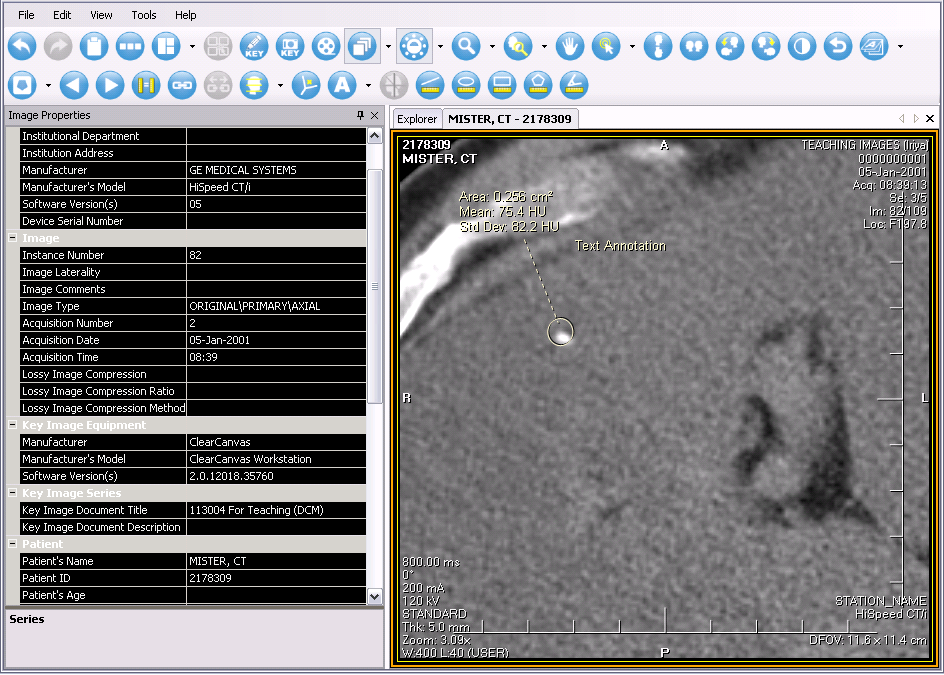 File Edit View Tools Help
KEY KEY
A
Image Properties
Institutional Department
Institution Address
Manufacturer GE MEDICAL SYSTEMS
Manufacturer's Model HiSpeed CT/i
Software Version(s) 05
Device Serial Number
Image
Instance Number 82
Image Laterality
Image Comments
Image Type ORIGINAL\PRIMARY\AXIAL
Acquisition Number 2
Acquisition Date 05-Jan-2001
Acquisition Time 08:39
Lossy Image Compression
Lossy Image Compression Ratio
Lossy Image Compression Method
Key Image Equipment
Manufacturer ClearCanvas
Manufacturer's Model ClearCanvas Workstation
Software Version(s) 2.0.12018.35760
Key Image Series
Key Image Document Title 113004 For Teaching (DCM)
Key Image Document Description
Patient
Patient's Name MISTER, CT
Patient ID 2178309
Patient's Age
Series
Explorer MISTER, CT - 2178309
2178309
MISTER, CT
A
TEACHING IMAGES (Iriya)
0000000001
05-Jan-2001
Acq: 08:39:13
Se: 3/5
Im: 82/109
Loc: F197.8
Area: 0.256 cm²
Mean: 75.4 HU
Std Dev: 82.2 HU
Text Annotation
R
L
800.00 ms
0°
200 mA
120 kV
STANDARD
Thk: 5.0 mm
Zoom: 3.09x
W:400 L:40 (USER)
P
STATION_NAME
HiSpeed CT/i
DFOV: 11.6 x 11.4 cm